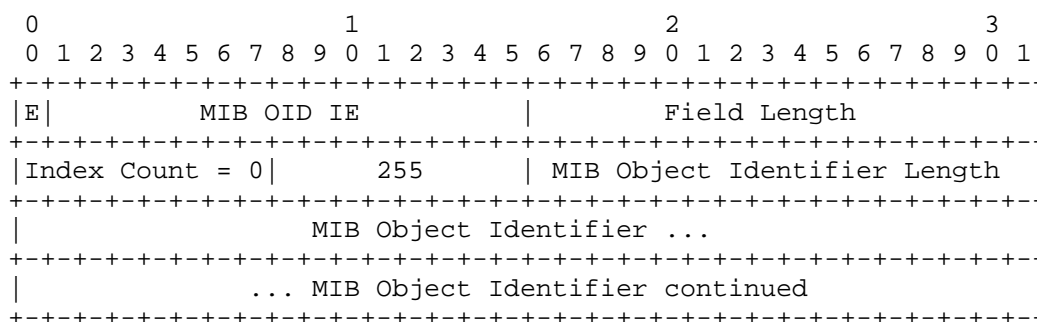 0                   1                   2                   3
 0 1 2 3 4 5 6 7 8 9 0 1 2 3 4 5 6 7 8 9 0 1 2 3 4 5 6 7 8 9 0 1
+-+-+-+-+-+-+-+-+-+-+-+-+-+-+-+-+-+-+-+-+-+-+-+-+-+-+-+-+-+-+-+-
|E|         MIB OID IE          |         Field Length
+-+-+-+-+-+-+-+-+-+-+-+-+-+-+-+-+-+-+-+-+-+-+-+-+-+-+-+-+-+-+-+-
|Index Count = 0|      255      | MIB Object Identifier Length
+-+-+-+-+-+-+-+-+-+-+-+-+-+-+-+-+-+-+-+-+-+-+-+-+-+-+-+-+-+-+-+-
|                  MIB Object Identifier ...
+-+-+-+-+-+-+-+-+-+-+-+-+-+-+-+-+-+-+-+-+-+-+-+-+-+-+-+-+-+-+-+-
|              ... MIB Object Identifier continued
+-+-+-+-+-+-+-+-+-+-+-+-+-+-+-+-+-+-+-+-+-+-+-+-+-+-+-+-+-+-+-+-